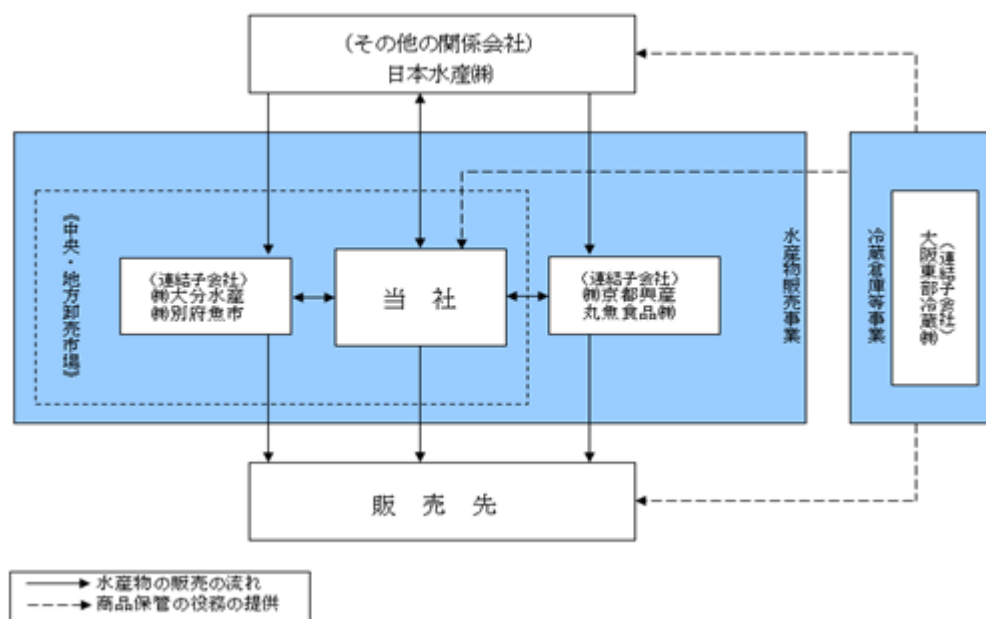 (その他の関係会社)
日本水産㈱
《中央・地方卸売市場》
(連結子会社)
㈱大分水産
㈱別府魚市
当社
(連結子会社)
㈱京都興産
丸魚食品㈱
水産物販売事業
冷蔵倉庫等事業
(連結子会社)
大阪東部冷蔵㈱
販売先
水産物の販売の流れ
商品保管の役務の提供